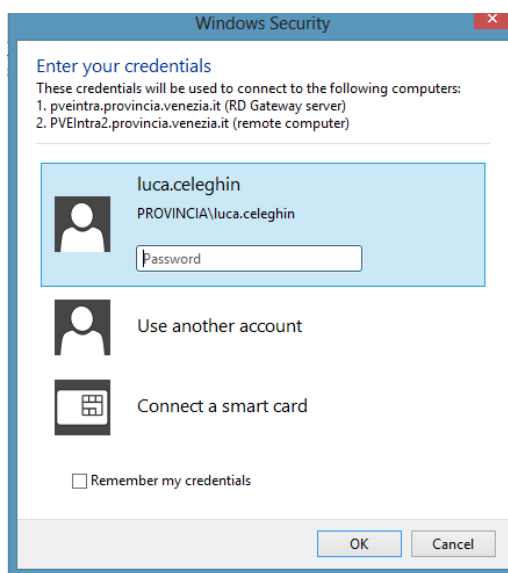 Windows Security
Enter your credentials
These credentials will be used to connect to the following computers:
1. pveintra.provincia.venezia.it (RD Gateway server)
2. PVEIntra2.provincia.venezia.it (remote computer)
luca.celeghin
PROVINCIA\luca.celeghin
Password
Use another account
Connect a smart card
Remember my credentials
OK
Cancel